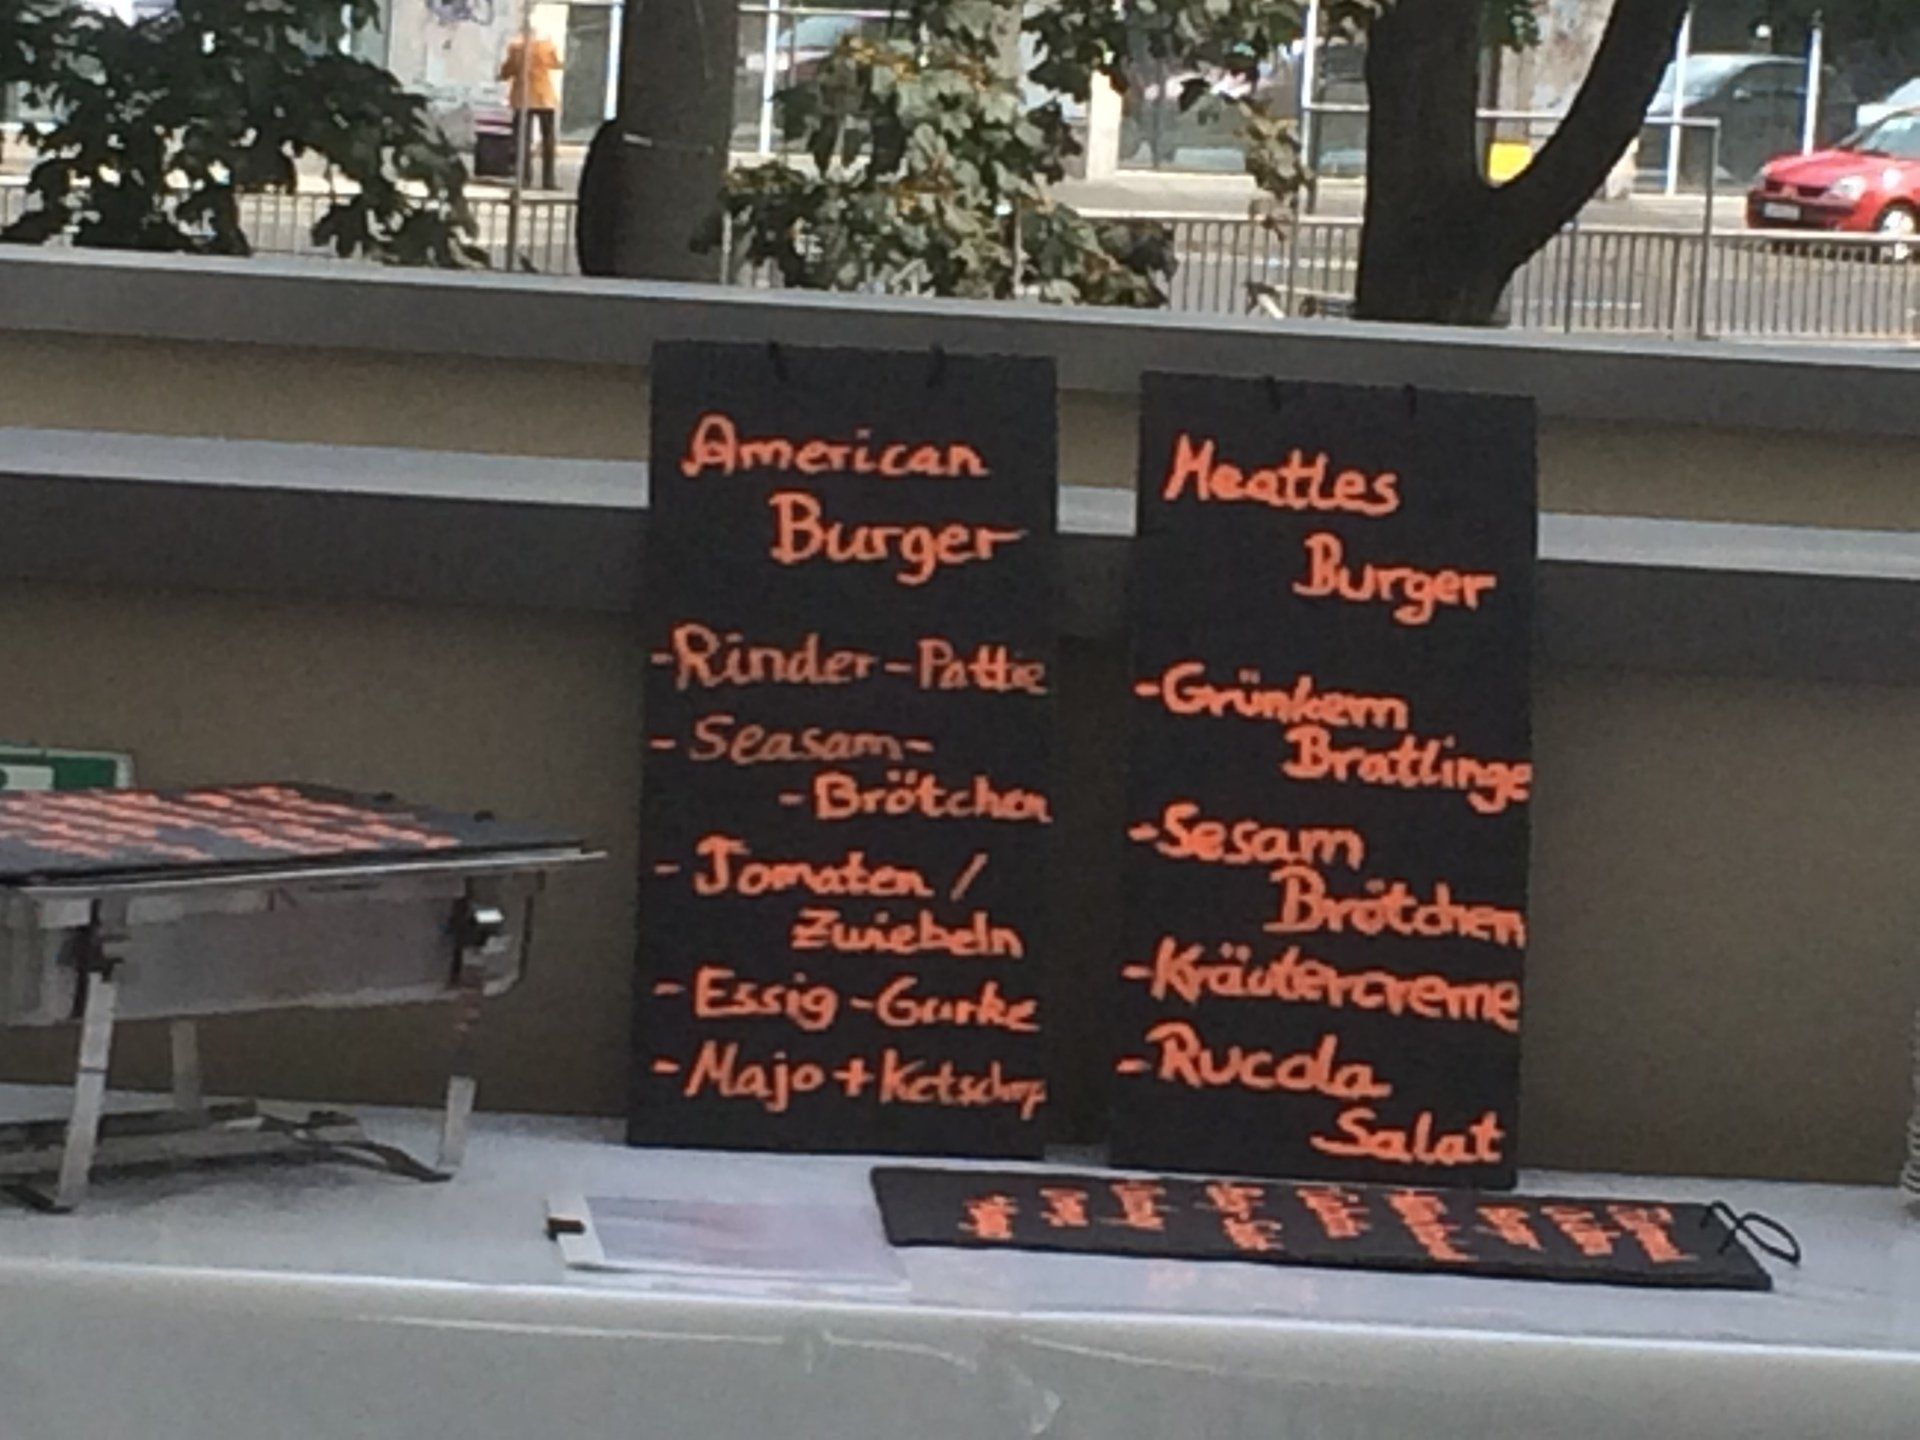 American
Burger
-Rinder-Pattie
- Seasam-
-Brötchen
- Tomaten /
Zwiebeln
- Essig-Gurke
- Majo + Ketschup
Meatles
Burger
-Grünkern
Bratlinge
-Sesam
Brötchen
-Kräutercreme
-Rucola
Salat